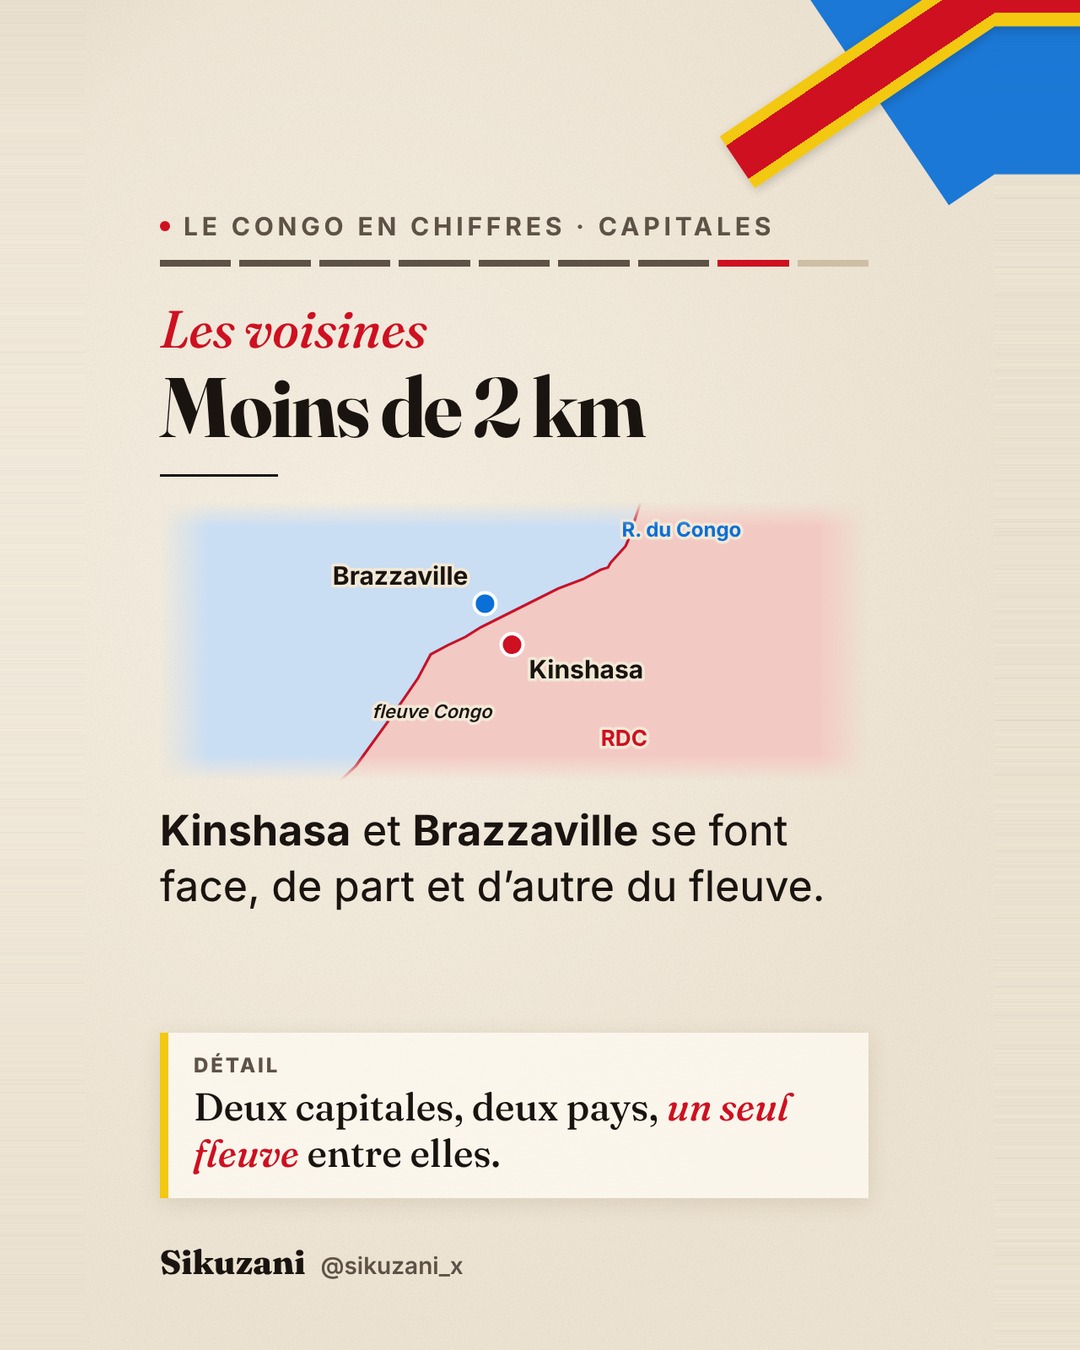 LE CONGO EN CHIFFRES · CAPITALES
Les voisines
Moins de 2 km
R. du Congo
Brazzaville
Kinshasa
fleuve Congo
RDC
Kinshasa et Brazzaville se font
face, de part et d’autre du fleuve.
DÉTAIL
Deux capitales, deux pays, un seul
fleuve entre elles.
Sikuzani @sikuzani_x